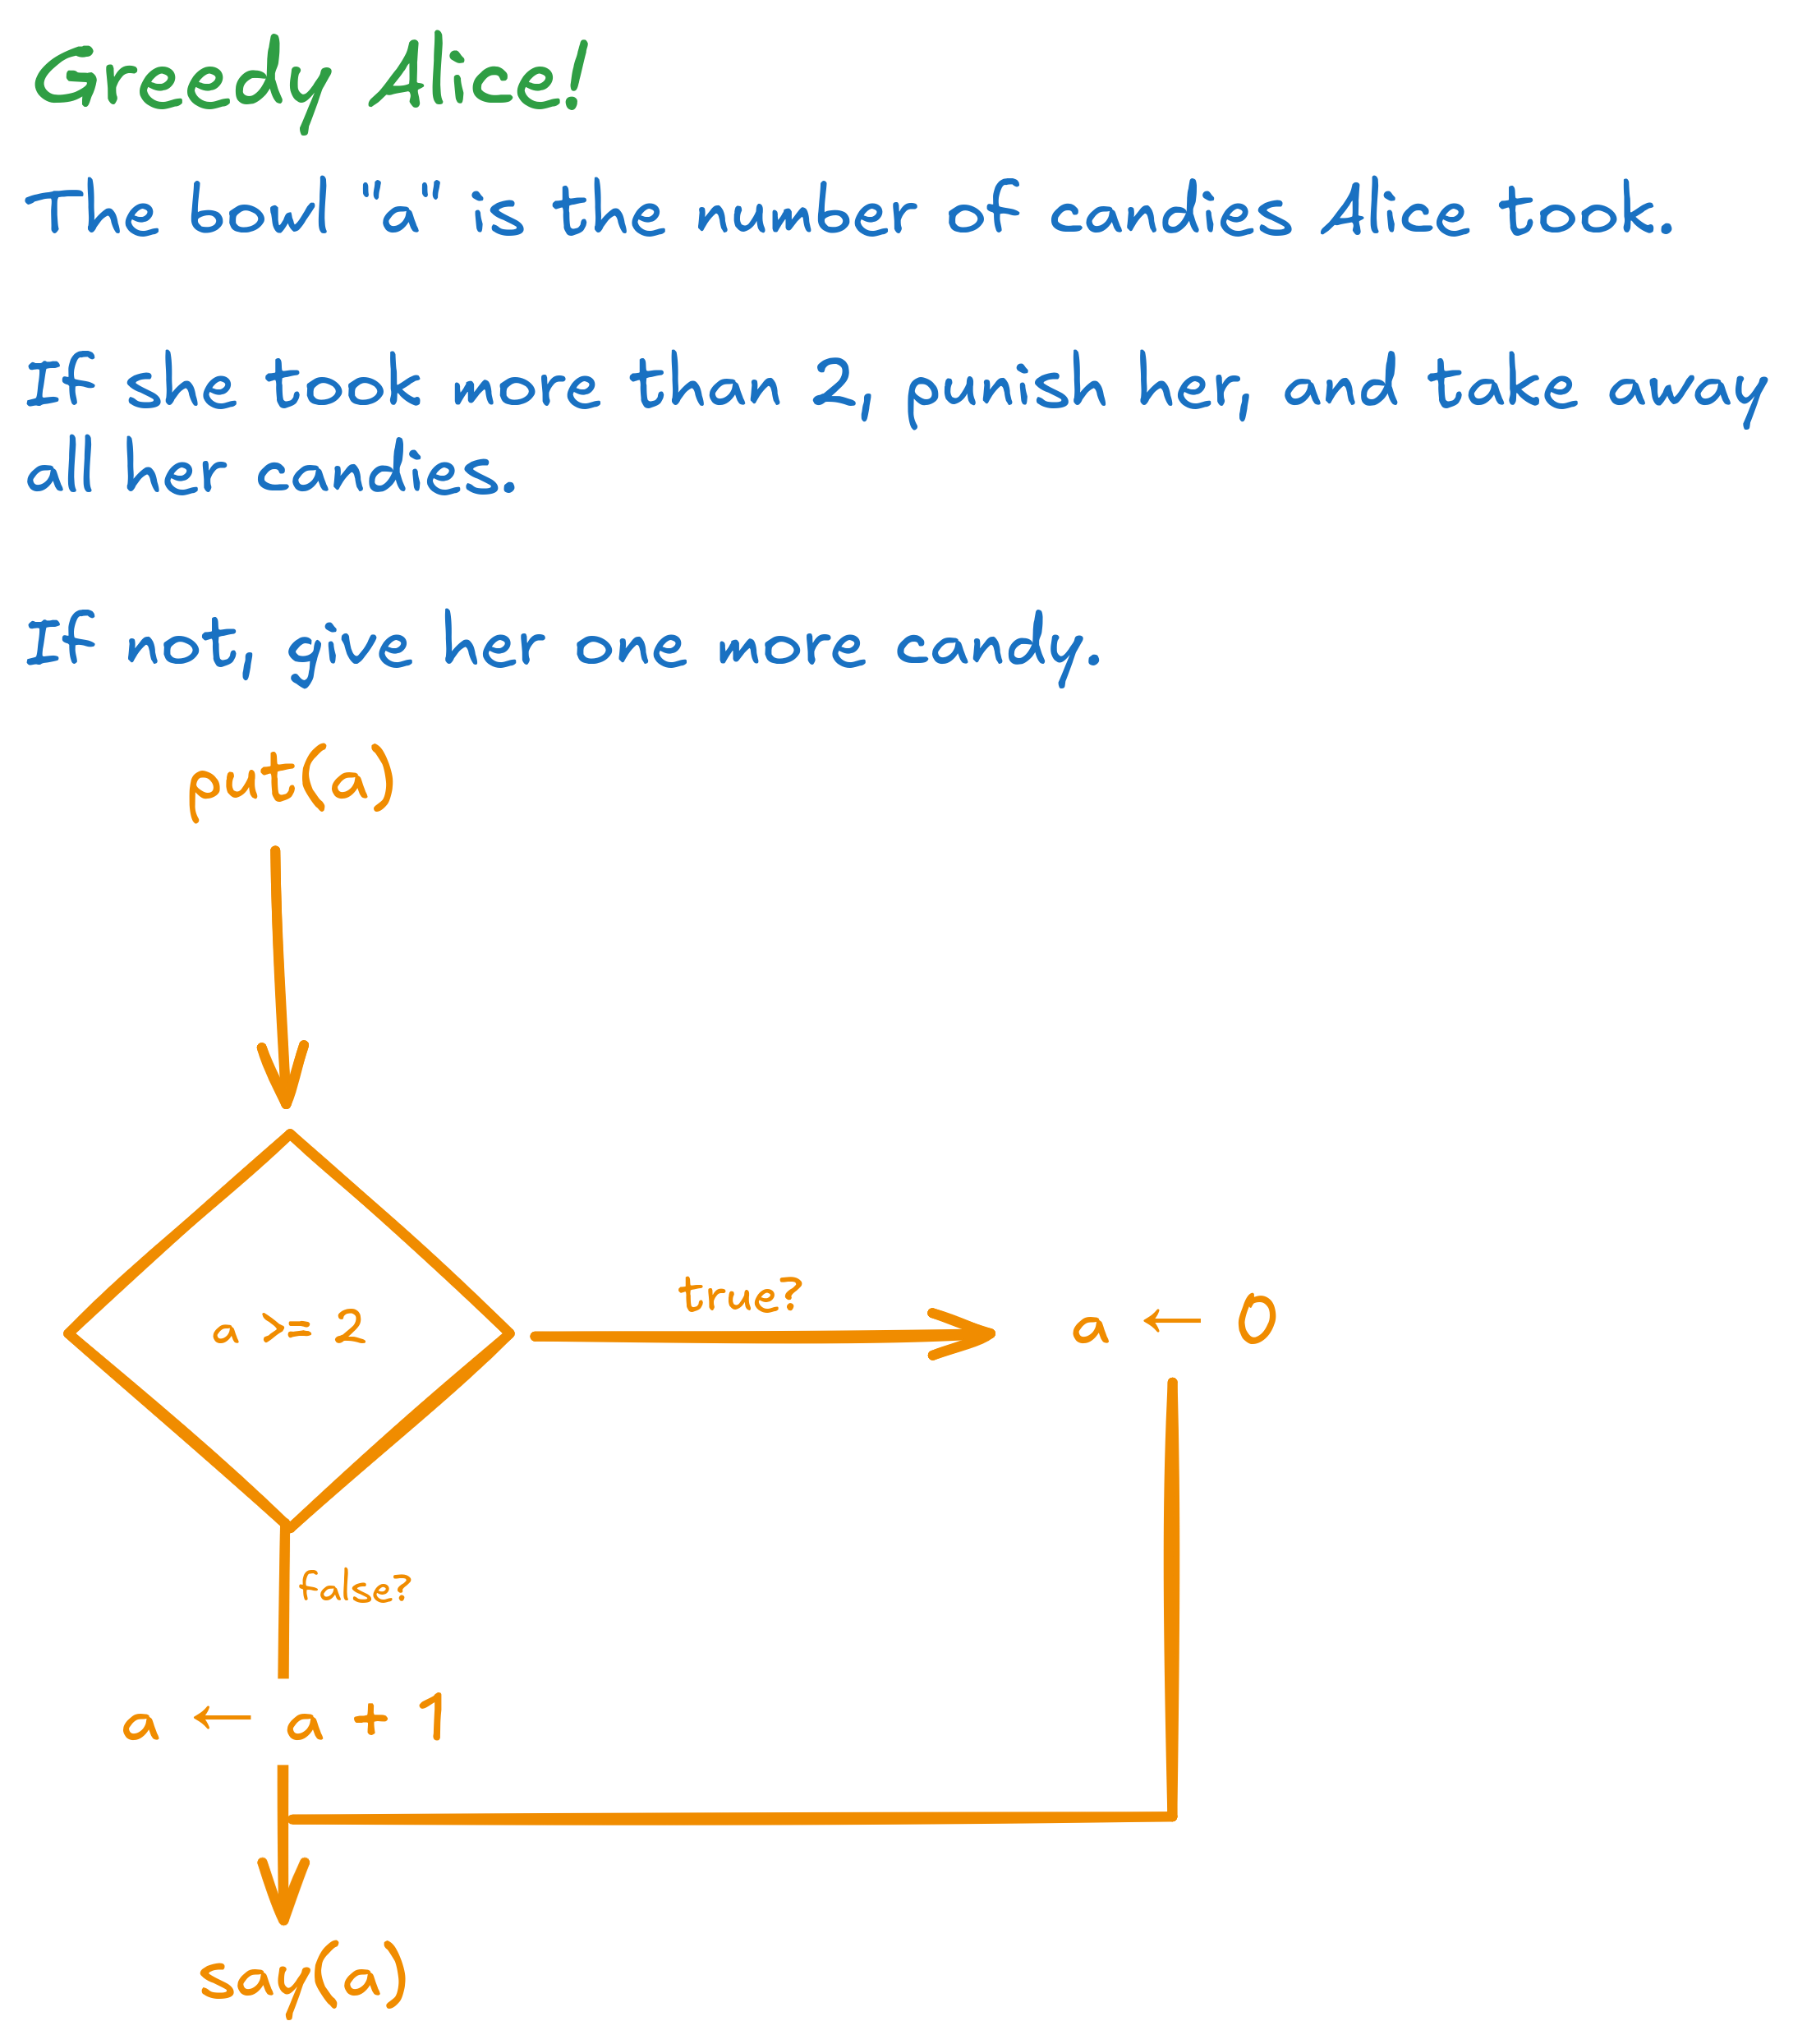 Greedy Alice!
The bowl "a" is the number of candies Alice took.
If she took more than 2, punish her, and take away
all her candies.
If not, give her one more candy.
put(a)
a >= 2
true?
a ← 0
false?
a ← a + 1
say(a)